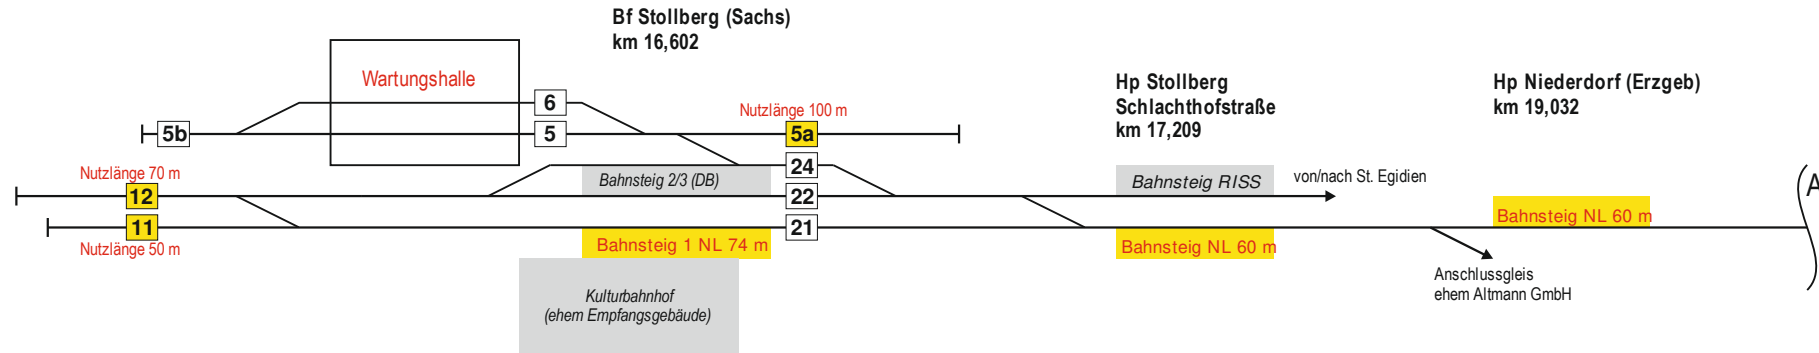 Bf Stollberg (Sachs)
km 16,602
Wartungshalle
Hp Stollberg
Schlachthofstraße
km 17,209
Hp Niederdorf (Erzgeb)
km 19,032
6
Nutzlänge 100 m
5b
5
5a
24
Nutzlänge 70 m
Bahnsteig 2/3 (DB)
Bahnsteig RISS
von/nach St. Egidien
A
12
22
Bahnsteig NL 60 m
11
21
Nutzlänge 50 m
Bahnsteig 1 NL 74 m
Bahnsteig NL 60 m
Anschlussgleis
ehem Altmann GmbH
Kulturbahnhof
(ehem Empfangsgebäude)